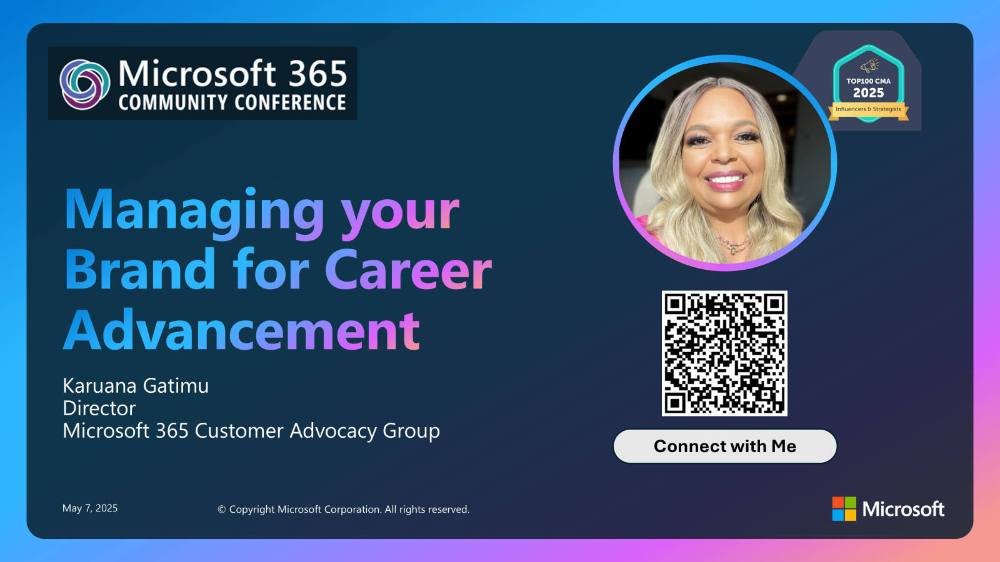 Microsoft 365
COMMUNITY CONFERENCE
TOP100 CMA
2025
Influencers & Strategists
Managing your
Brand for Career
Advancement
Karuana Gatimu
Director
Microsoft 365 Customer Advocacy Group
Connect with Me
May 7, 2025
© Copyright Microsoft Corporation. All rights reserved.
Microsoft